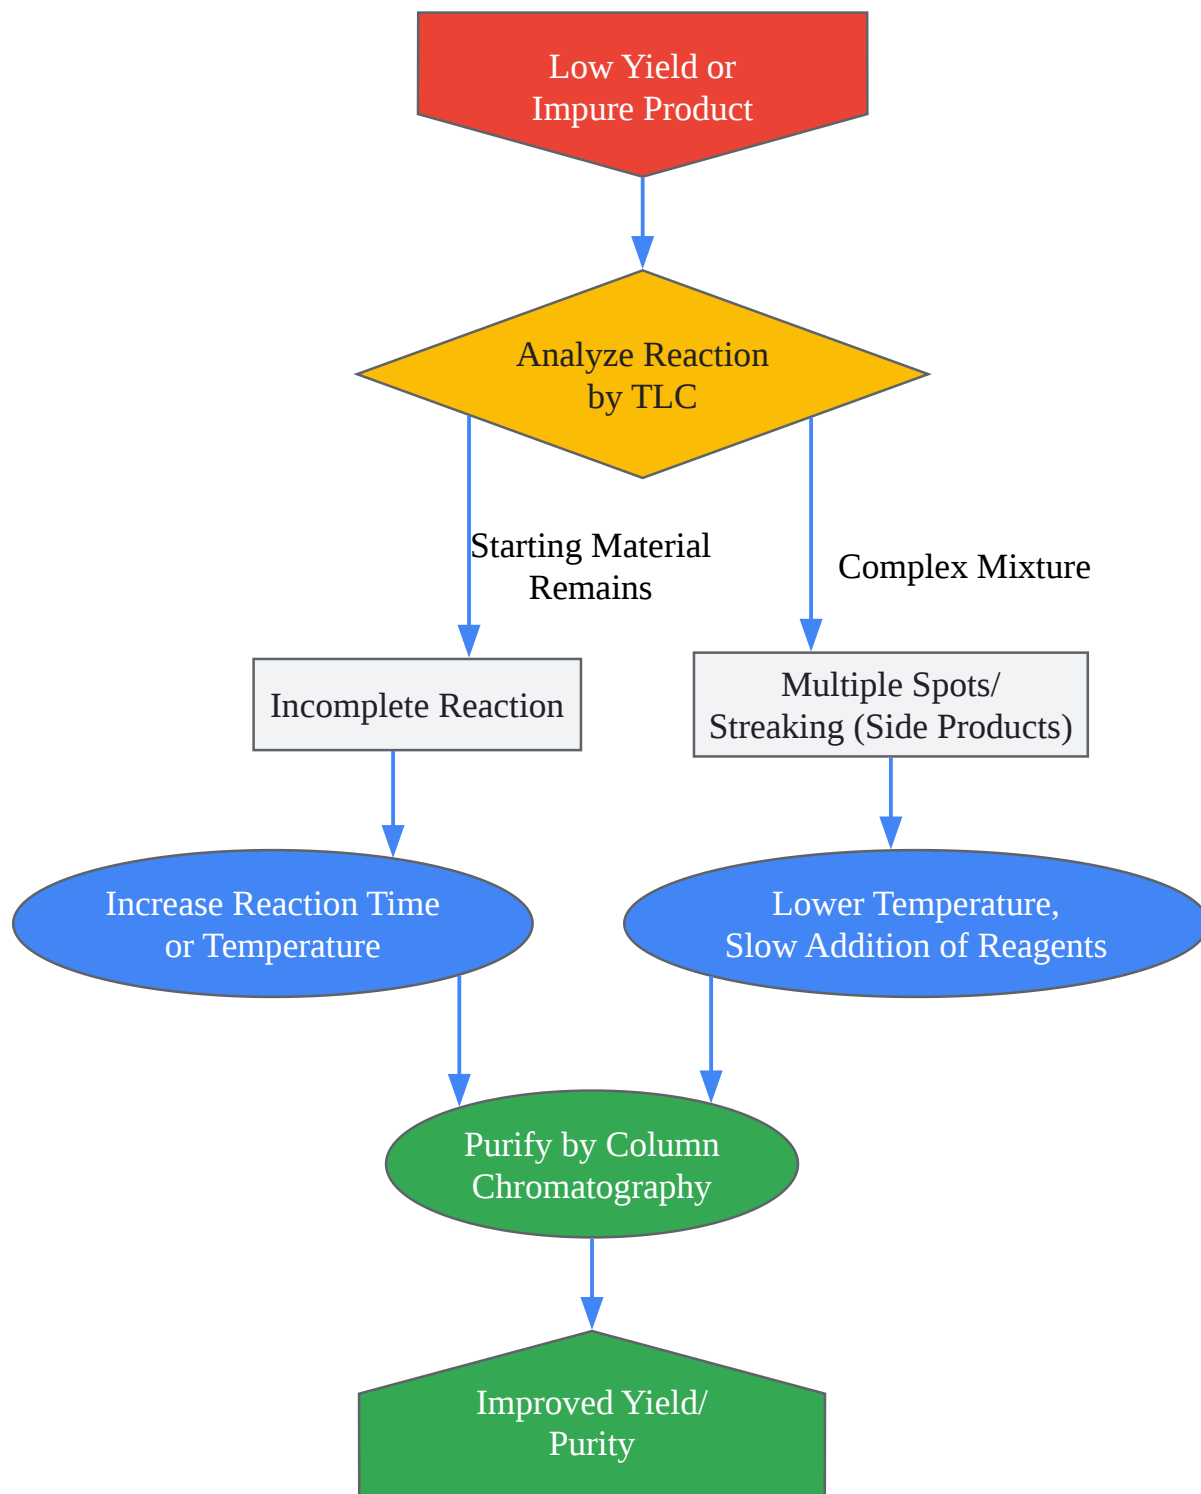 Low Yield or
Impure Product
Analyze Reaction
by TLC
Starting Material
Remains
Complex Mixture
Incomplete Reaction
Multiple Spots/
Streaking (Side Products)
Increase Reaction Time
or Temperature
Lower Temperature,
Slow Addition of Reagents
Purify by Column
Chromatography
Improved Yield/
Purity